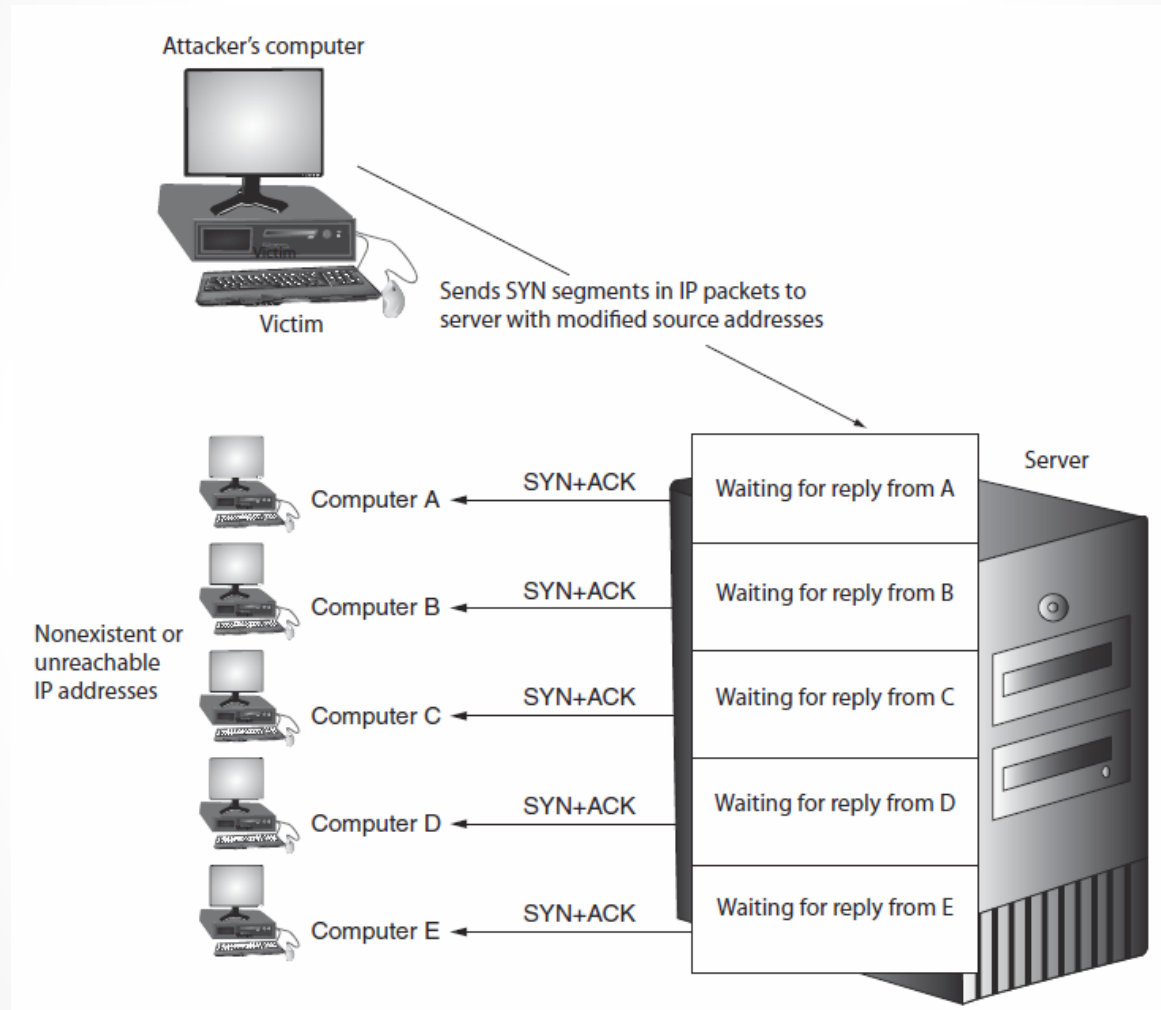 Attacker's computer
Victim
Victim
Sends SYN segments in IP packets to
server with modified source addresses
Server
Computer A
SYN+ACK
Waiting for reply from A
Computer B
SYN+ACK
Waiting for reply from B
Nonexistent or
unreachable
IP addresses
Computer C
SYN+ACK
Waiting for reply from C
Computer D
SYN+ACK
Waiting for reply from D
Computer E
SYN+ACK
Waiting for reply from E